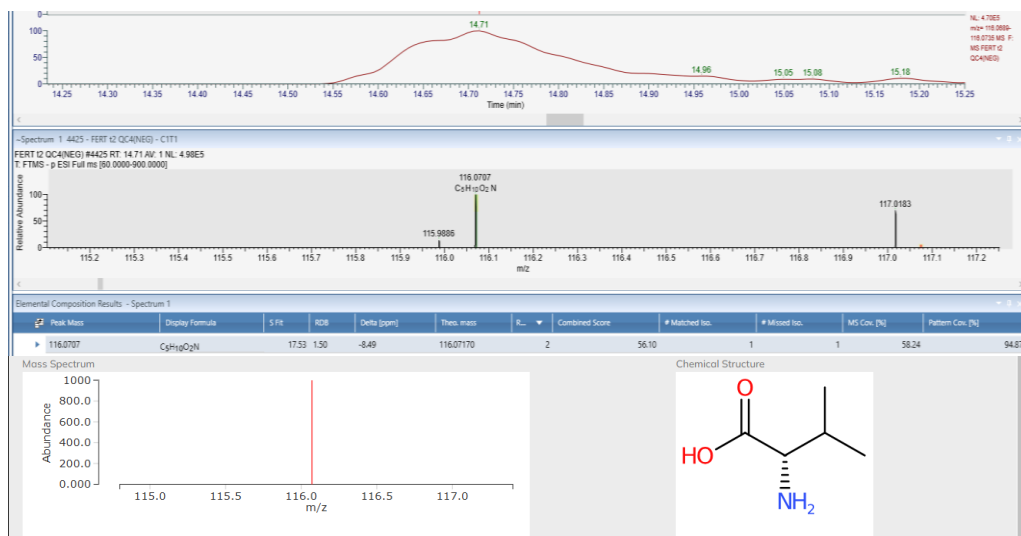 0
100
50
0
14.71
14.96
15.05
15.08
15.18
14.25 14.30 14.35 14.40 14.45 14.50 14.55 14.60 14.65 14.70 14.75 14.80 14.85 14.90 14.95 15.00 15.05 15.10 15.15 15.20 15.25
Time (min)
NL: 4.70E5
m/z= 116.0689-
116.0735 MS F:
MS FERT t2
QC4(NEG)
~Spectrum 1 4425 - FERT t2 QC4(NEG) - C1T1
FERT t2 QC4(NEG) #4425 RT: 14.71 AV: 1 NL: 4.98E5
T: FTMS - p ESI Full ms [60.0000-900.0000]
Relative Abundance
100
50
0
116.0707
C₅H₁₀O₂N
115.9886
117.0183
115.2 115.3 115.4 115.5 115.6 115.7 115.8 115.9 116.0 116.1 116.2 116.3 116.4 116.5 116.6 116.7 116.8 116.9 117.0 117.1 117.2
m/z
Elemental Composition Results - Spectrum 1
Peak Mass Display Formula S Fit RDB Delta [ppm] Theo. mass R... Combined Score # Matched Iso. # Missed Iso. MS Cov. [%] Pattern Cov. [%]
116.0707 C₅H₁₀O₂N 17.53 1.50 -8.49 116.07170 2 56.10 1 1 58.24 94.87
Mass Spectrum
Abundance
1000
800.0
600.0
400.0
200.0
0.000
115.0 115.5 116.0 116.5 117.0
m/z
Chemical Structure
O
HO
NH₂